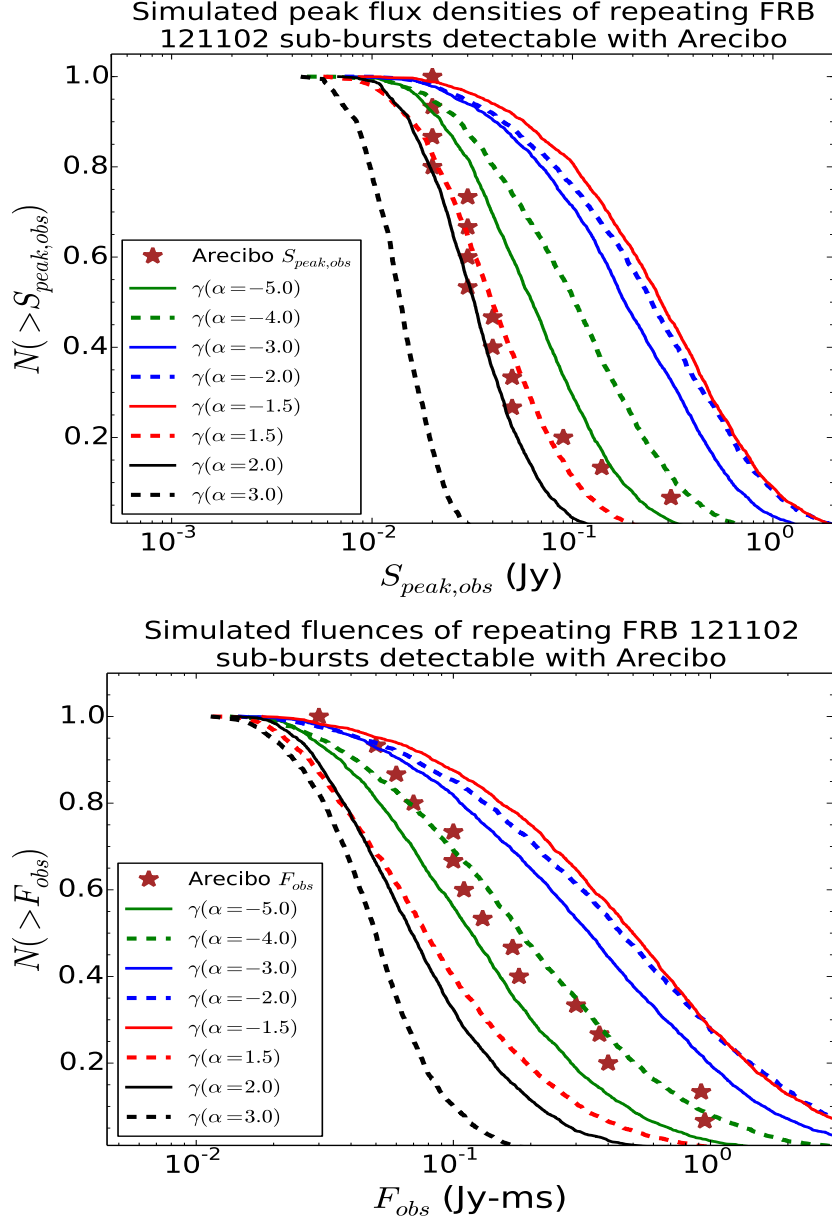 Simulated peak flux densities of repeating FRB
121102 sub-bursts detectable with Arecibo
1.0
0.8
0.6
0.4
0.2
N(>S_peak,obs)
Arecibo S_peak,obs
γ(α=−5.0)
γ(α=−4.0)
γ(α=−3.0)
γ(α=−2.0)
γ(α=−1.5)
γ(α=1.5)
γ(α=2.0)
γ(α=3.0)
10^-3 10^-2 10^-1 10^0
S_peak,obs (Jy)
Simulated fluences of repeating FRB 121102
sub-bursts detectable with Arecibo
1.0
0.8
0.6
0.4
0.2
N(>F_obs)
Arecibo F_obs
γ(α=−5.0)
γ(α=−4.0)
γ(α=−3.0)
γ(α=−2.0)
γ(α=−1.5)
γ(α=1.5)
γ(α=2.0)
γ(α=3.0)
10^-2 10^-1 10^0
F_obs (Jy-ms)